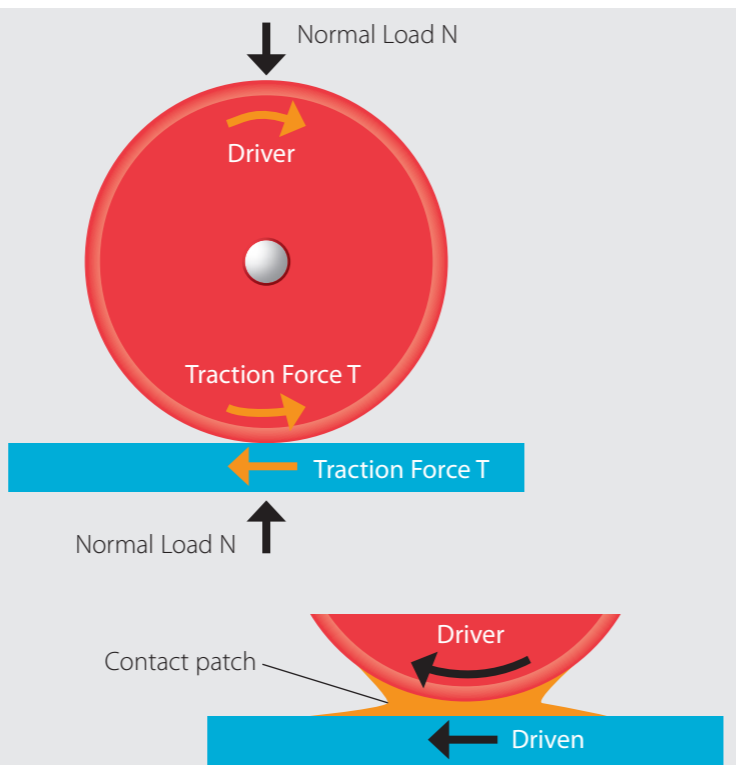 Normal Load N
Driver
Traction Force T
Traction Force T
Normal Load N
Driver
Contact patch
Driven